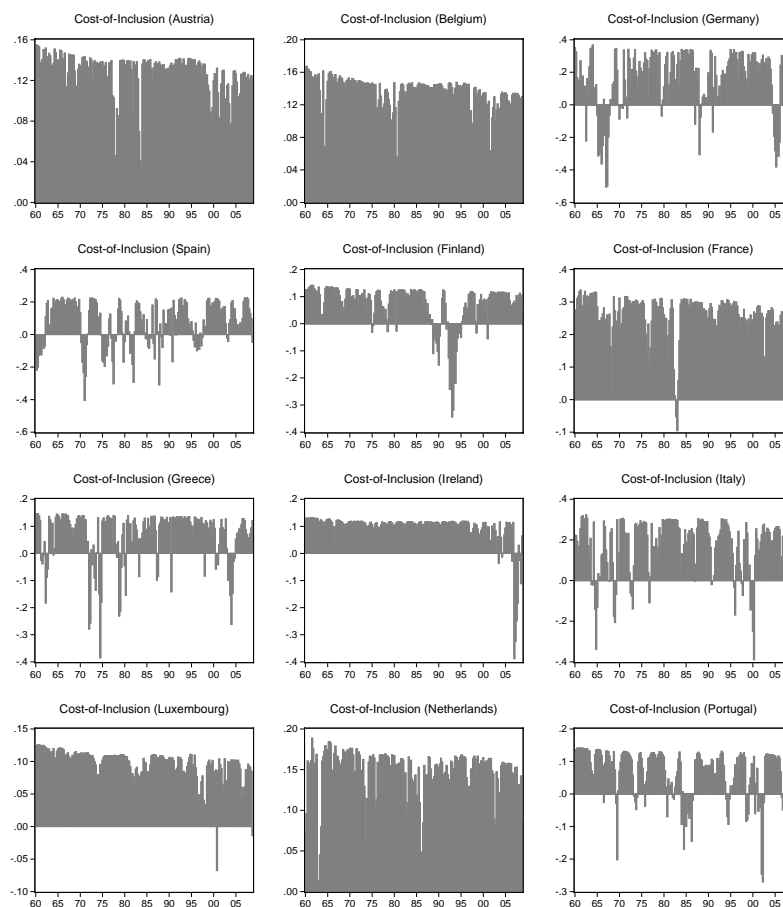 Cost-of-Inclusion (Austria) Cost-of-Inclusion (Belgium) Cost-of-Inclusion (Germany)
.16 .20 .4
.12 .16 .2
.08 .12 .0
.04 .08 -.2
.00 .04 -.4
.00 -.6
60 65 70 75 80 85 90 95 00 05 60 65 70 75 80 85 90 95 00 05 60 65 70 75 80 85 90 95 00 05
Cost-of-Inclusion (Spain) Cost-of-Inclusion (Finland) Cost-of-Inclusion (France)
.4 .2 .4
.2 .1 .3
.0 .0 .2
-.2 -.1 .1
-.4 -.2 .0
-.6 -.3 -.1
-.4
60 65 70 75 80 85 90 95 00 05 60 65 70 75 80 85 90 95 00 05 60 65 70 75 80 85 90 95 00 05
Cost-of-Inclusion (Greece) Cost-of-Inclusion (Ireland) Cost-of-Inclusion (Italy)
.2 .2 .4
.1 .1 .2
.0 .0 .0
-.1 -.1 -.2
-.2 -.2 -.4
-.3 -.3
-.4 -.4
60 65 70 75 80 85 90 95 00 05 60 65 70 75 80 85 90 95 00 05 60 65 70 75 80 85 90 95 00 05
Cost-of-Inclusion (Luxembourg) Cost-of-Inclusion (Netherlands) Cost-of-Inclusion (Portugal)
.15 .20 .2
.10 .15 .1
.05 .10 .0
.00 .05 -.1
-.05 .00 -.2
-.10 -.3
60 65 70 75 80 85 90 95 00 05 60 65 70 75 80 85 90 95 00 05 60 65 70 75 80 85 90 95 00 05